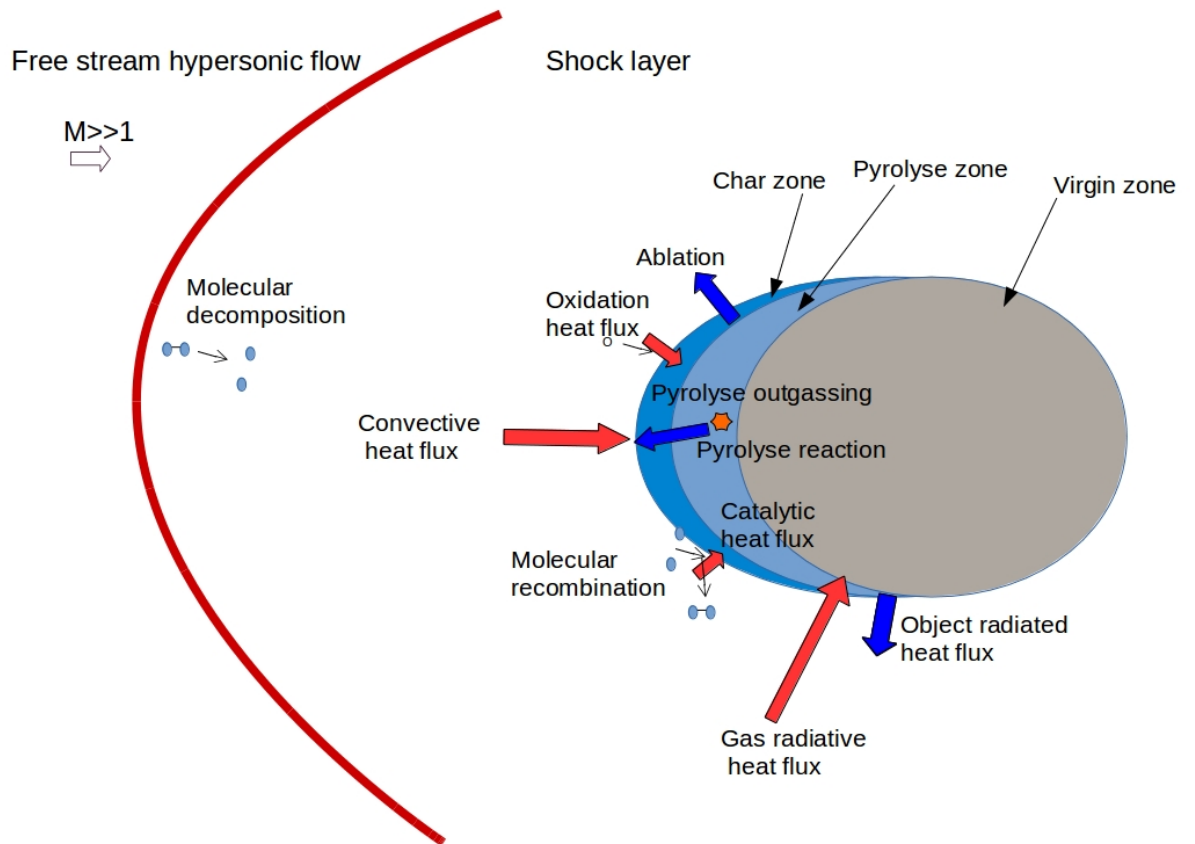 Free stream hypersonic flow
Shock layer
M>>1
Char zone
Pyrolyse zone
Virgin zone
Ablation
Molecular
decomposition
Oxidation
heat flux
O
Pyrolyse outgassing
Convective
heat flux
Pyrolyse reaction
Catalytic
heat flux
Molecular
recombination
Object radiated
heat flux
Gas radiative
heat flux